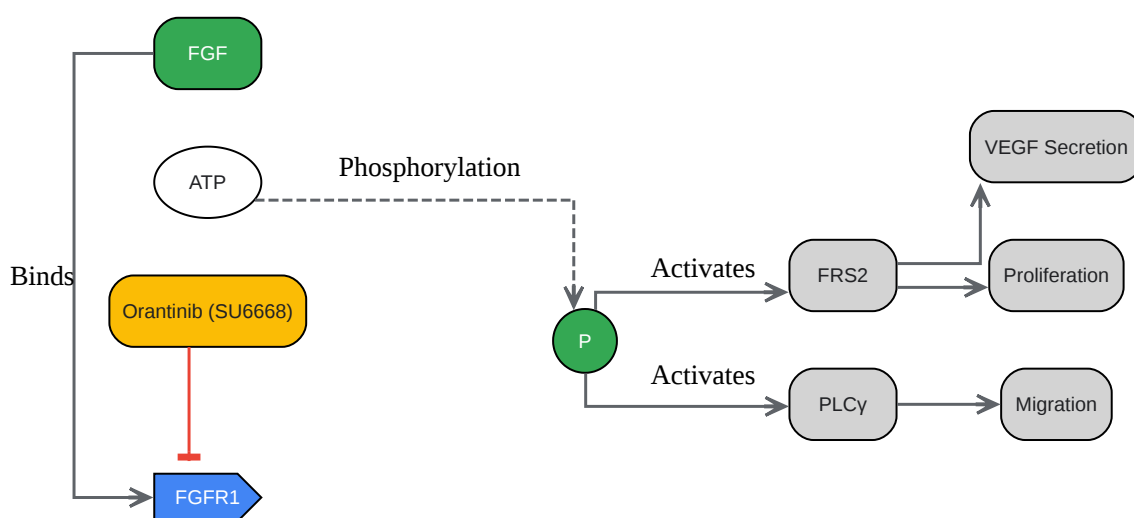 FGF
ATP
Phosphorylation
VEGF Secretion
Binds
Activates
FRS2
Proliferation
Orantinib (SU6668)
P
Activates
PLCγ
Migration
FGFR1